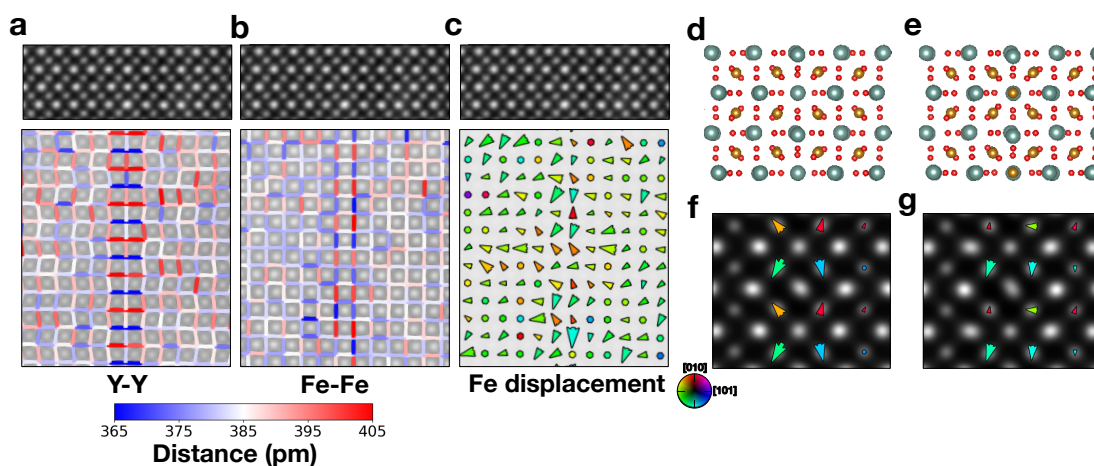 a
b
c
d
e
f
g
Y-Y
Fe-Fe
Fe displacement
[010]
[101]
365
375
385
395
405
Distance (pm)